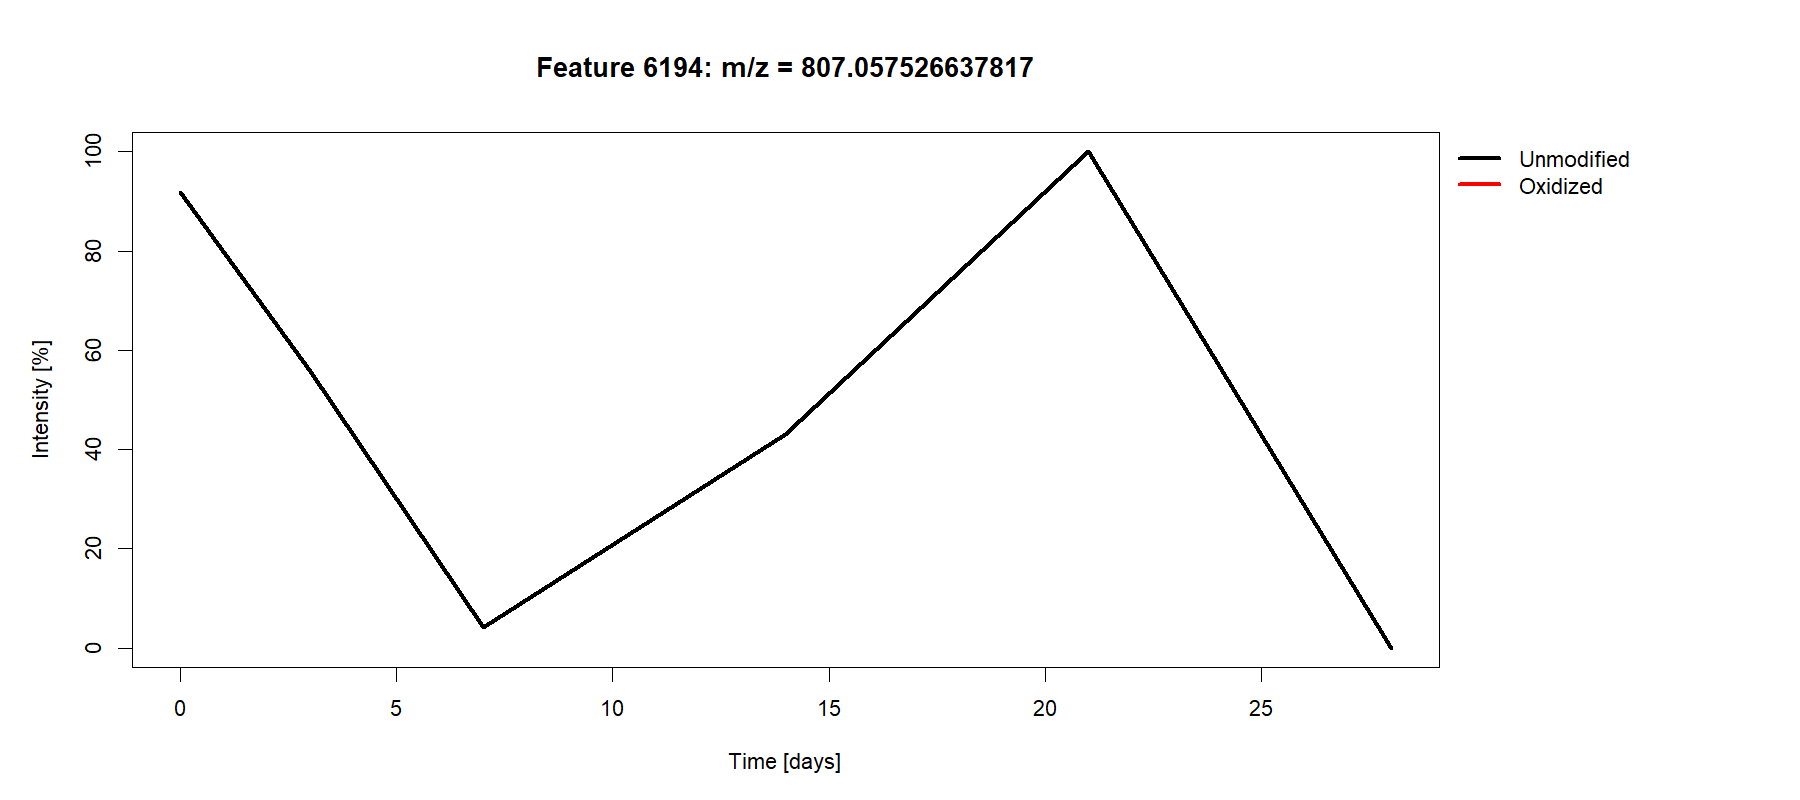 Feature 6194: m/z = 807.057526637817
Unmodified
Oxidized
Intensity [%]
100
80
60
40
20
0
0 5 10 15 20 25
Time [days]